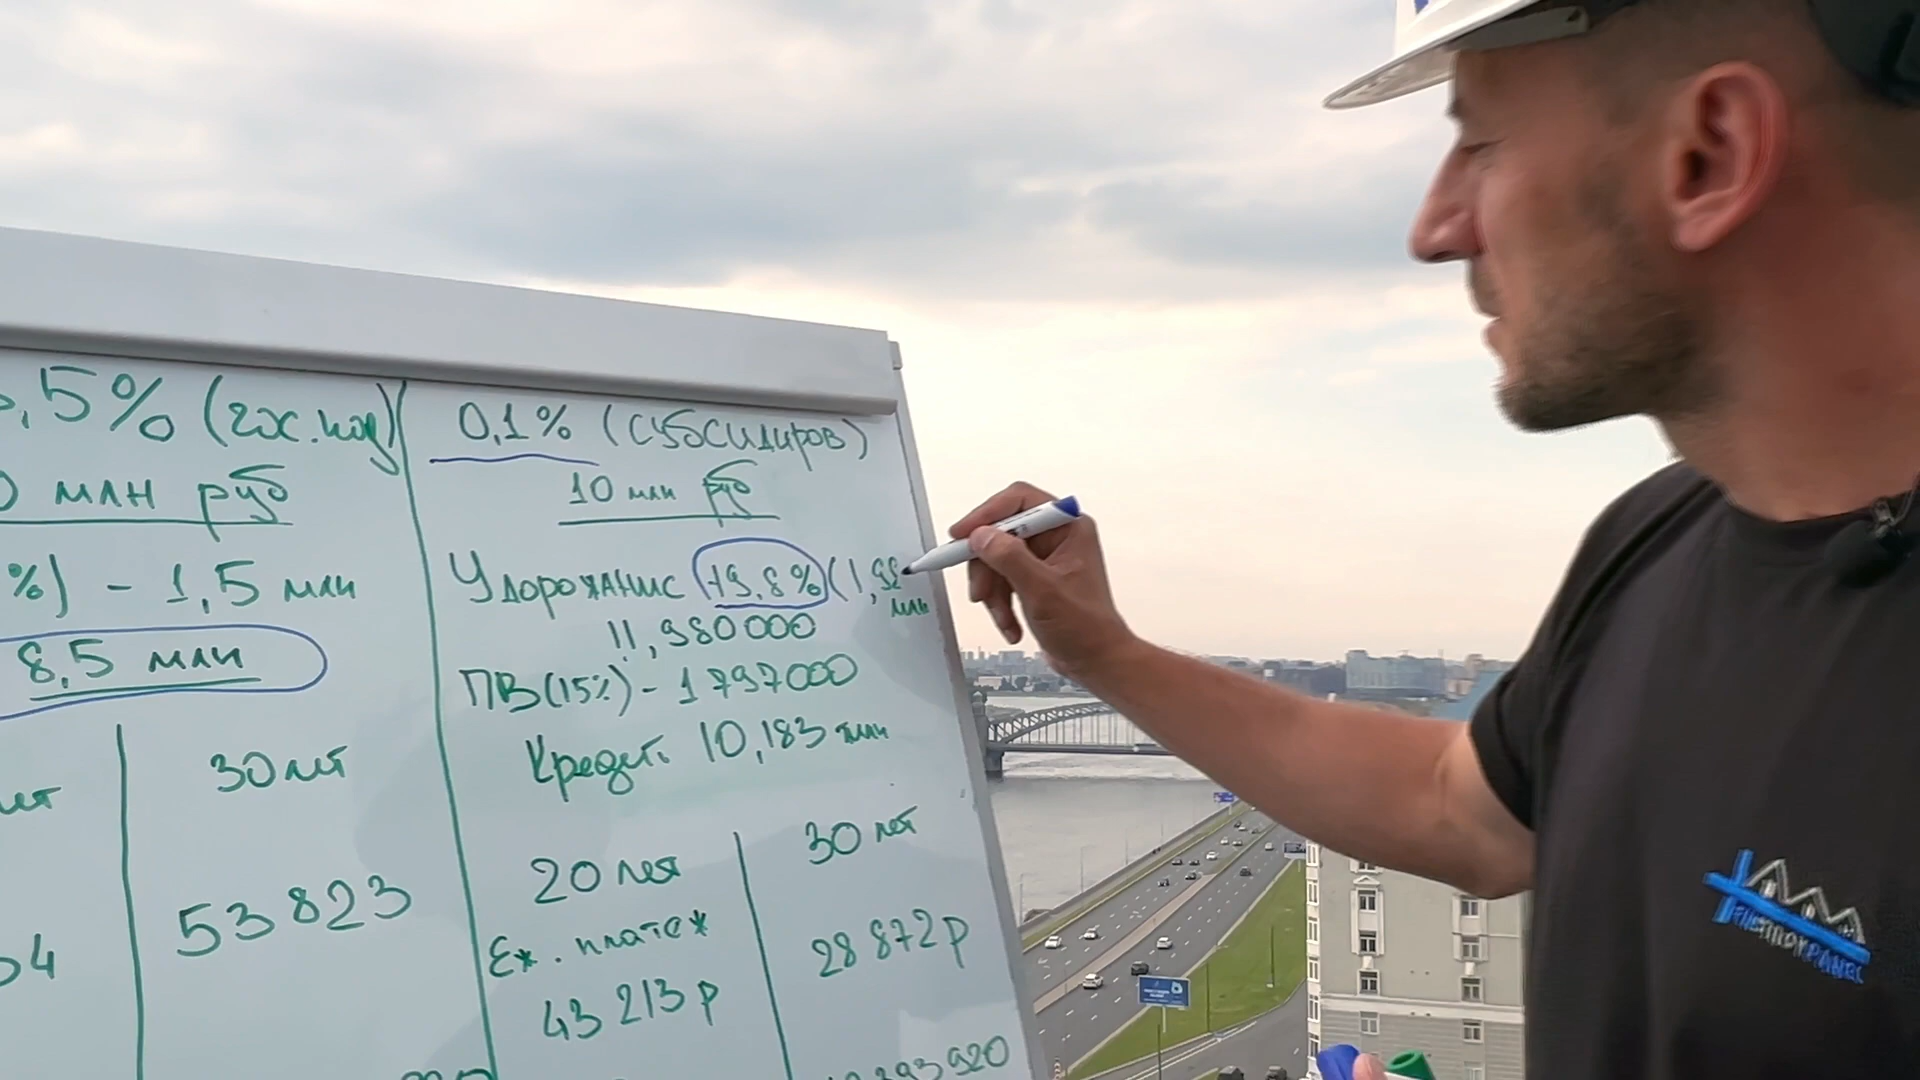 ,5% (гос.под)
0 млн руб
%) - 1,5 млн
8,5 млн
30 лет
53 823
04
0,1% (субсидиров)
10 млн руб
Удорожание 19,8% (1,98 млн
11,980000
ПВ(15%) - 1797000
Кредит: 10,183 млн
20 лет
30 лет
Еж. платеж
43 213 р
28 872 р
393920